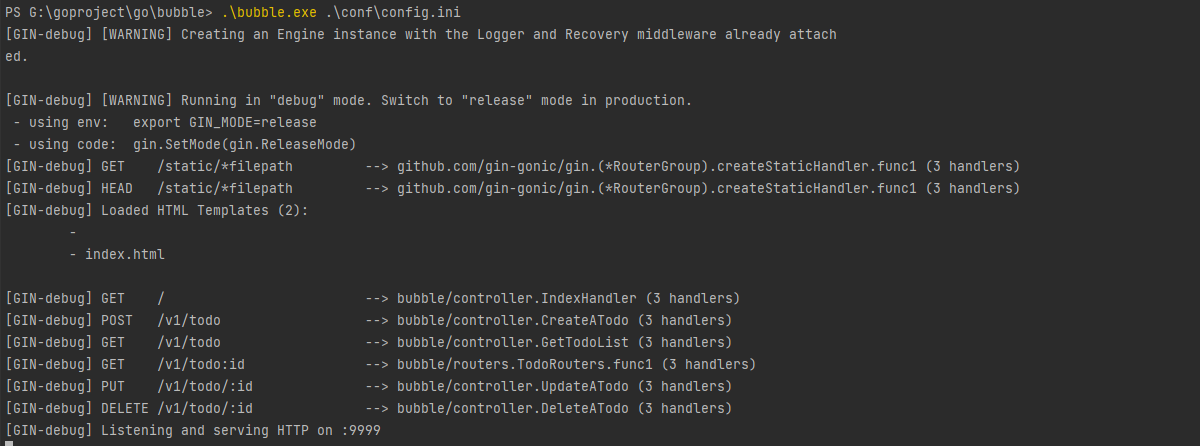 PS G:\goproject\go\bubble> .\bubble.exe .\conf\config.ini
[GIN-debug] [WARNING] Creating an Engine instance with the Logger and Recovery middleware already attach
ed.
[GIN-debug] [WARNING] Running in "debug" mode. Switch to "release" mode in production.
 - using env:   export GIN_MODE=release
 - using code:  gin.SetMode(gin.ReleaseMode)
[GIN-debug] GET    /static/*filepath         --> github.com/gin-gonic/gin.(*RouterGroup).createStaticHandler.func1 (3 handlers)
[GIN-debug] HEAD   /static/*filepath         --> github.com/gin-gonic/gin.(*RouterGroup).createStaticHandler.func1 (3 handlers)
[GIN-debug] Loaded HTML Templates (2):
        -
        - index.html
[GIN-debug] GET    /                         --> bubble/controller.IndexHandler (3 handlers)
[GIN-debug] POST   /v1/todo                  --> bubble/controller.CreateATodo (3 handlers)
[GIN-debug] GET    /v1/todo                  --> bubble/controller.GetTodoList (3 handlers)
[GIN-debug] GET    /v1/todo:id               --> bubble/routers.TodoRouters.func1 (3 handlers)
[GIN-debug] PUT    /v1/todo/:id              --> bubble/controller.UpdateATodo (3 handlers)
[GIN-debug] DELETE /v1/todo/:id              --> bubble/controller.DeleteATodo (3 handlers)
[GIN-debug] Listening and serving HTTP on :9999